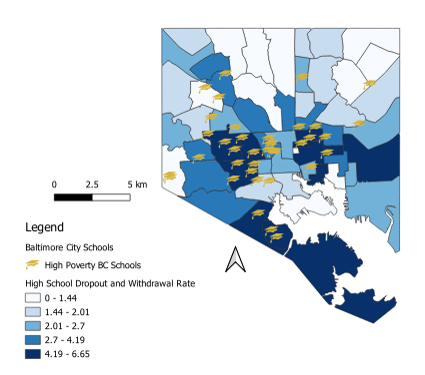 0 2.5 5 km
Legend
Baltimore City Schools
High Poverty BC Schools
High School Dropout and Withdrawal Rate
0 - 1.44
1.44 - 2.01
2.01 - 2.7
2.7 - 4.19
4.19 - 6.65